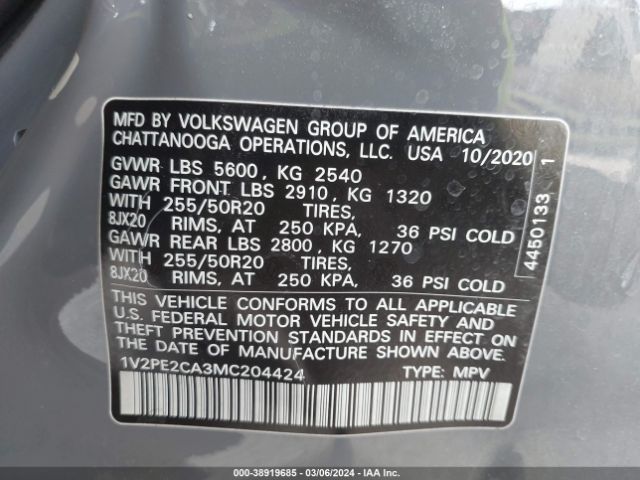 MFD BY VOLKSWAGEN GROUP OF AMERICA
CHATTANOOGA OPERATIONS, LLC. USA 10/2020
GVWR LBS 5600, KG 2540
GAWR FRONT LBS 2910, KG 1320
WITH 255/50R20 TIRES,
8JX20 RIMS, AT 250 KPA, 36 PSI COLD
GAWR REAR LBS 2800, KG 1270
WITH 255/50R20 TIRES,
8JX20 RIMS, AT 250 KPA, 36 PSI COLD
THIS VEHICLE CONFORMS TO ALL APPLICABLE
U.S. FEDERAL MOTOR VEHICLE SAFETY AND
THEFT PREVENTION STANDARDS IN EFFECT ON
THE DATE OF MANUFACTURE SHOWN ABOVE.
1V2PE2CA3MC204424 TYPE: MPV
4450133 1
000-38919685 - 03/06/2024 - IAA Inc.